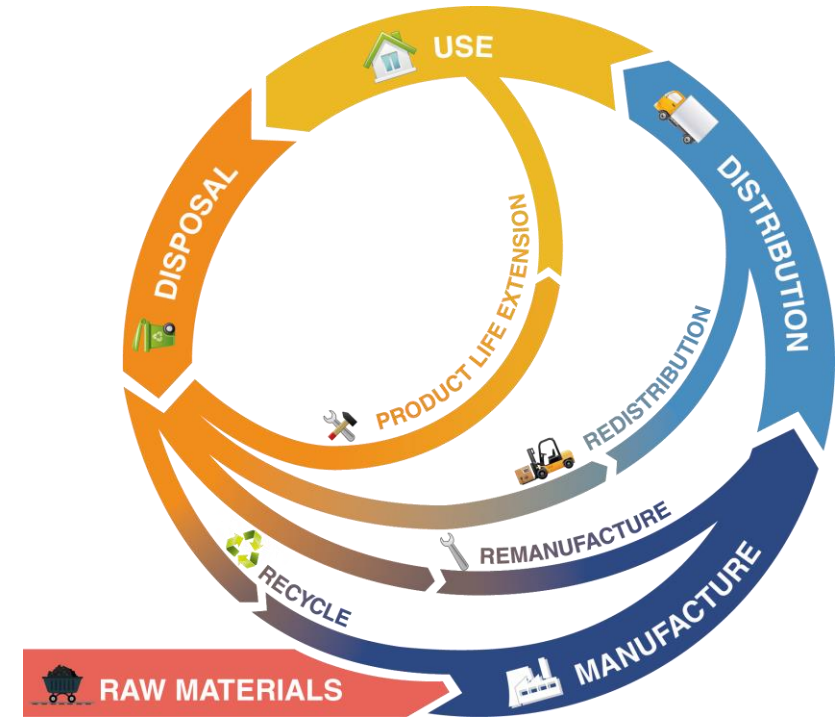 USE
DISTRIBUTION
DISPOSAL
PRODUCT LIFE EXTENSION
REDISTRIBUTION
REMANUFACTURE
RECYCLE
MANUFACTURE
RAW MATERIALS